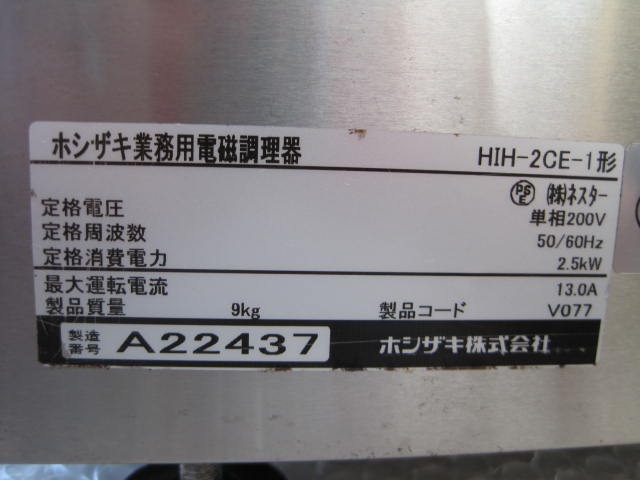 ホシザキ業務用電磁調理器 HIH-2CE-1形
PSE (株)ネスター
定格電圧 単相200V
定格周波数 50/60Hz
定格消費電力 2.5kW
最大運転電流 13.0A
製品質量 9kg 製品コード V077
製造番号 A22437 ホシザキ株式会社